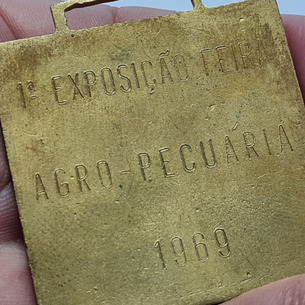 1ª EXPOSIÇÃO FEIRA
AGRO-PECUÁRIA
1969